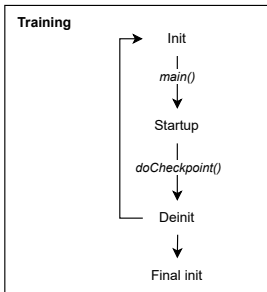 Training
Init
main()
Startup
doCheckpoint()
Deinit
Final init